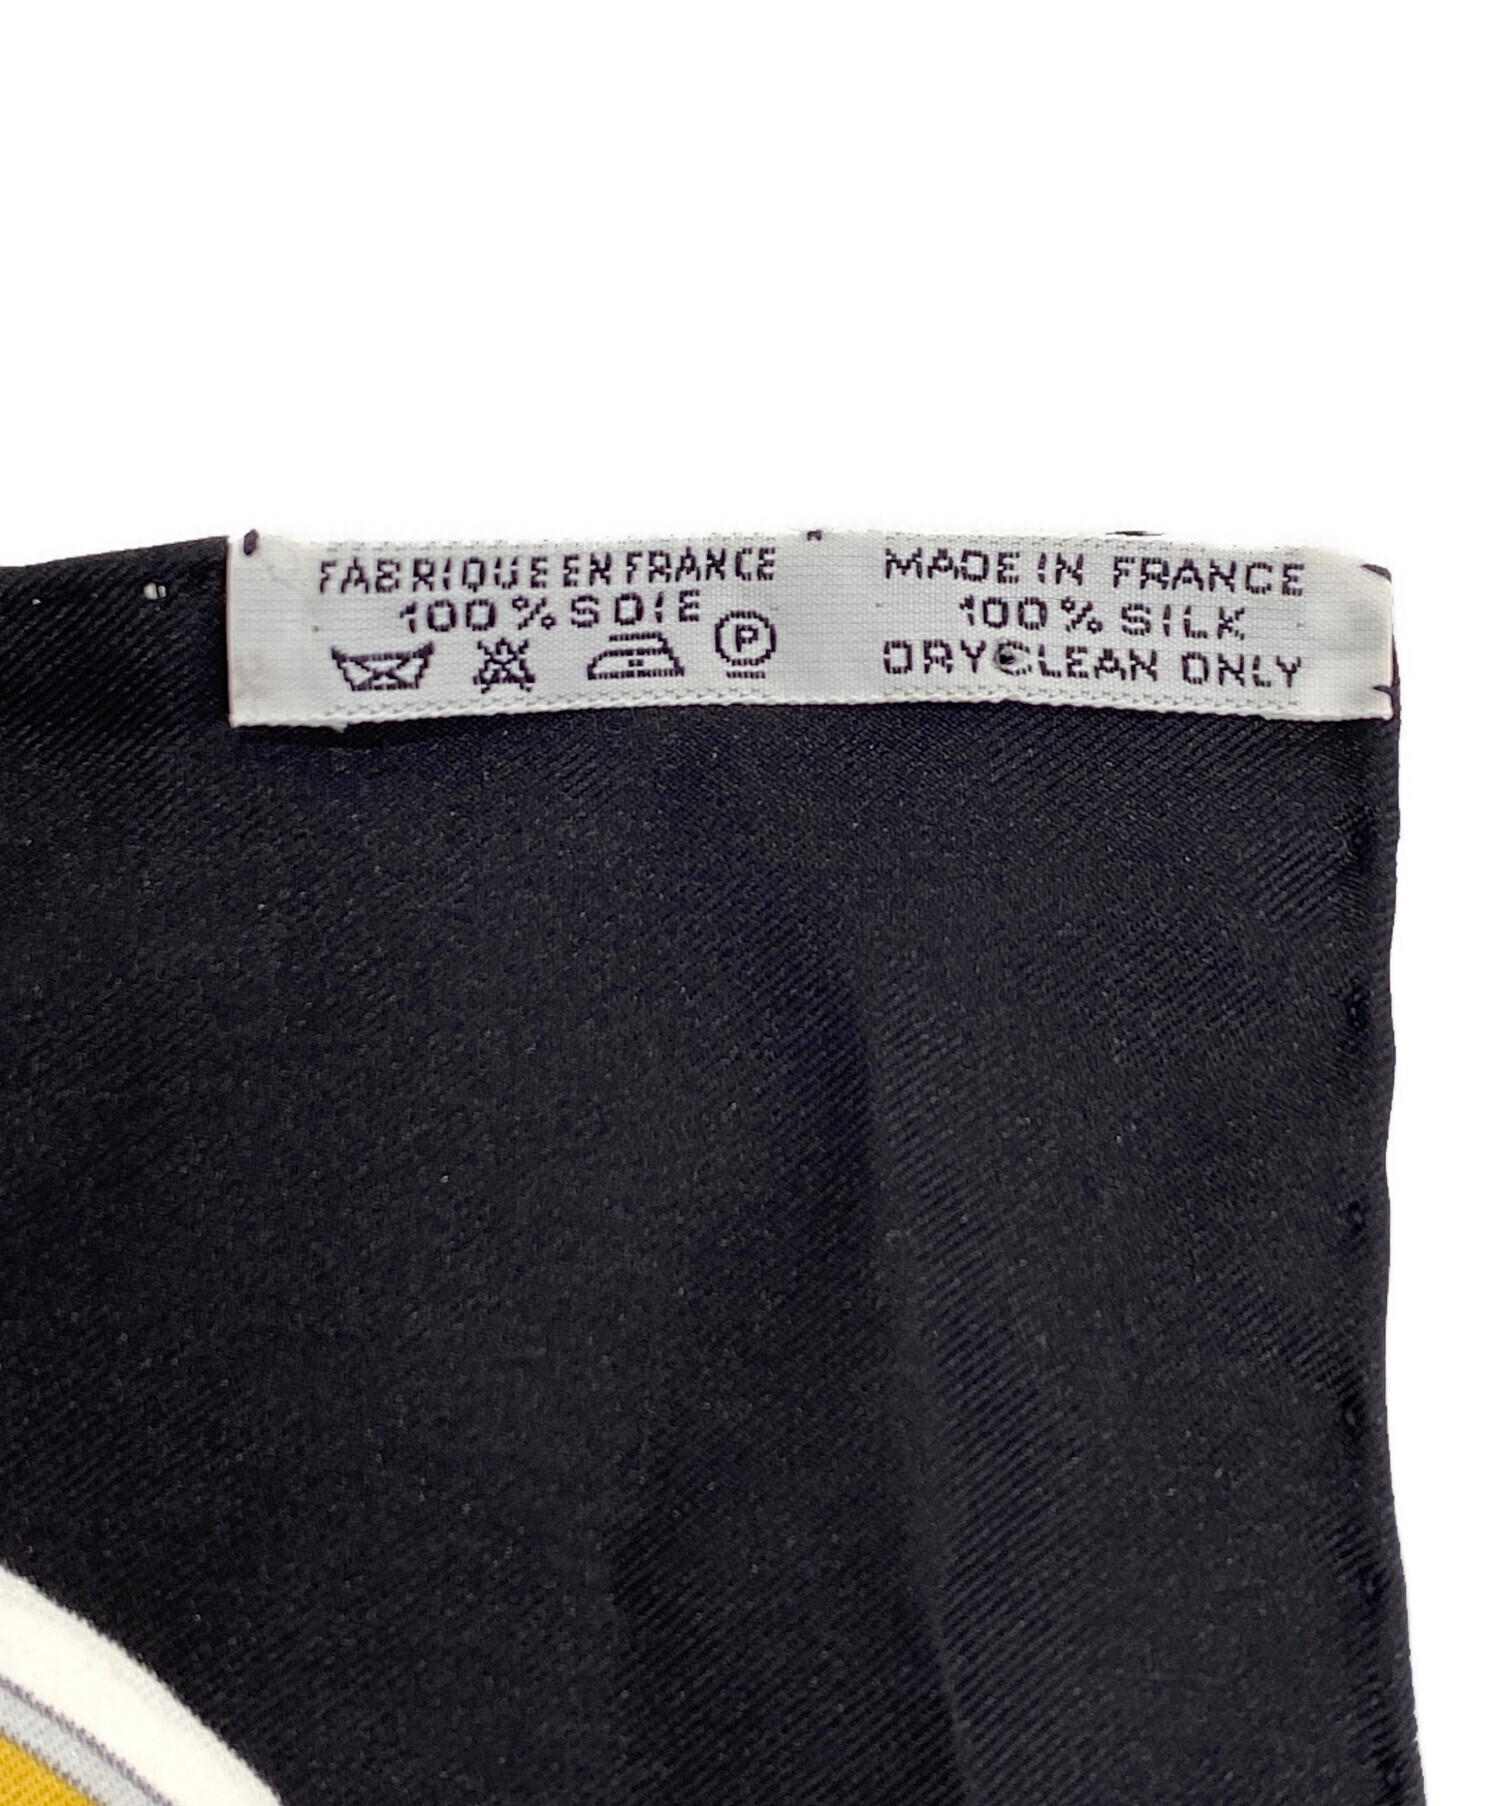 FABRIQUE EN FRANCE
100% SOIE
P
MADE IN FRANCE
100% SILK
DRYCLEAN ONLY